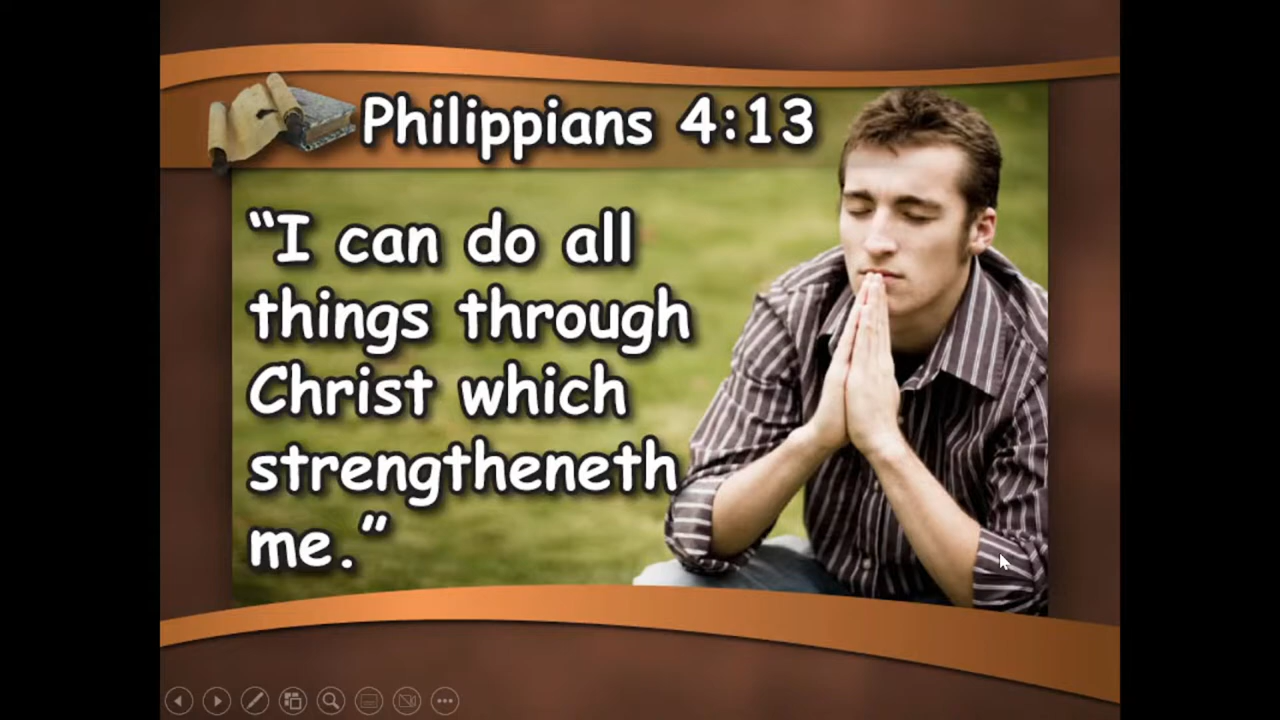 Philippians 4:13
“I can do all
things through
Christ which
strengtheneth
me.”